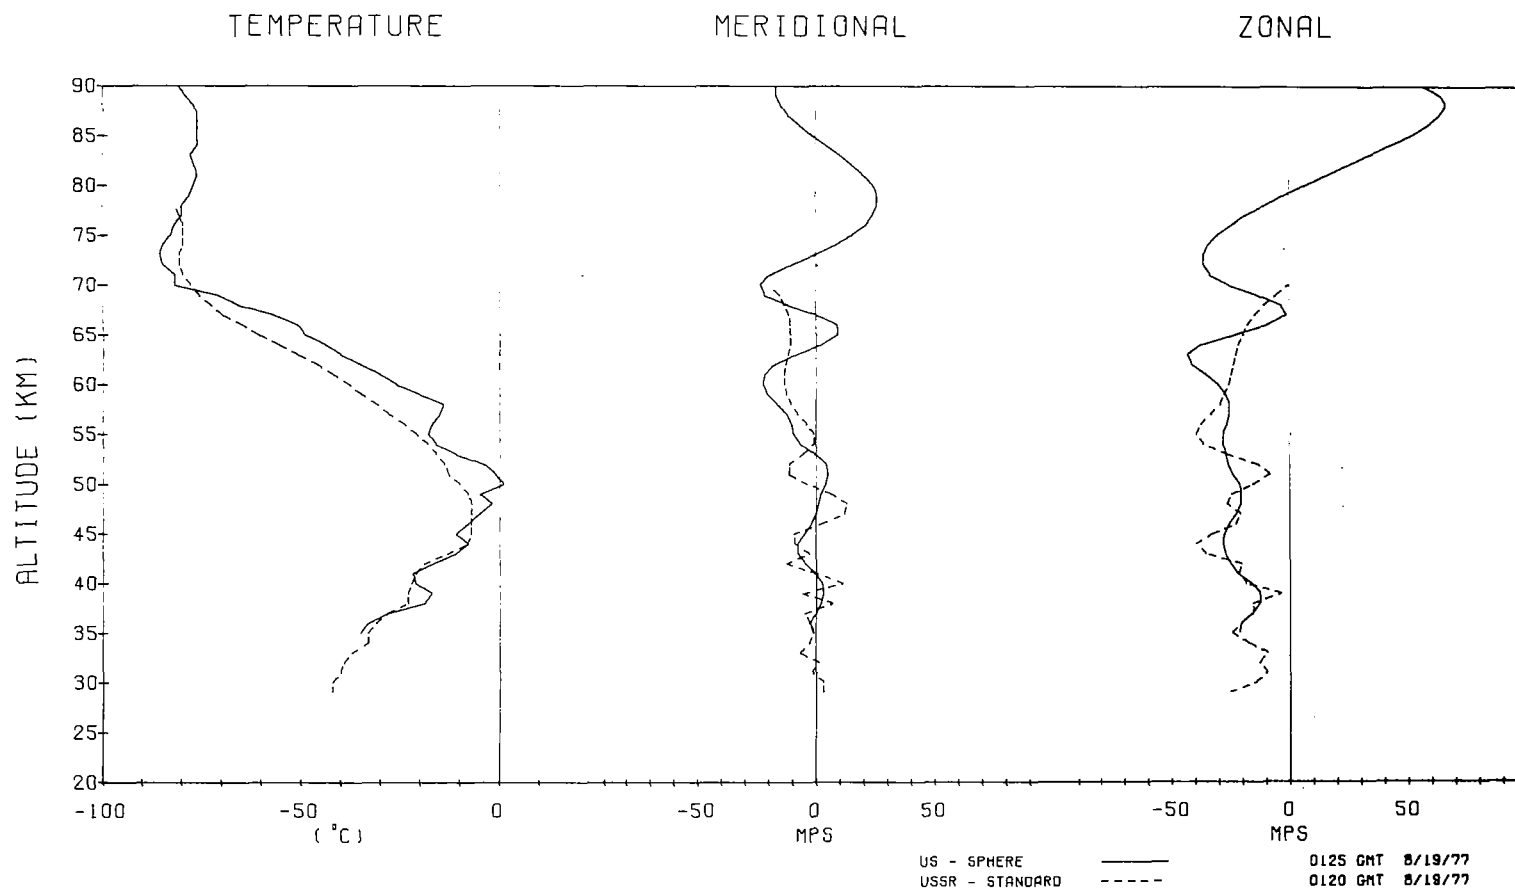 TEMPERATURE MERIDIONAL ZONAL
ALTITUDE (KM)
90
85
80
75
70
65
60
55
50
45
40
35
30
25
20
-100 -50 0 -50 0 50 -50 0 50
(°C) MPS MPS
US - SPHERE 0125 GMT 8/19/77
USSR - STANDARD 0120 GMT 8/19/77